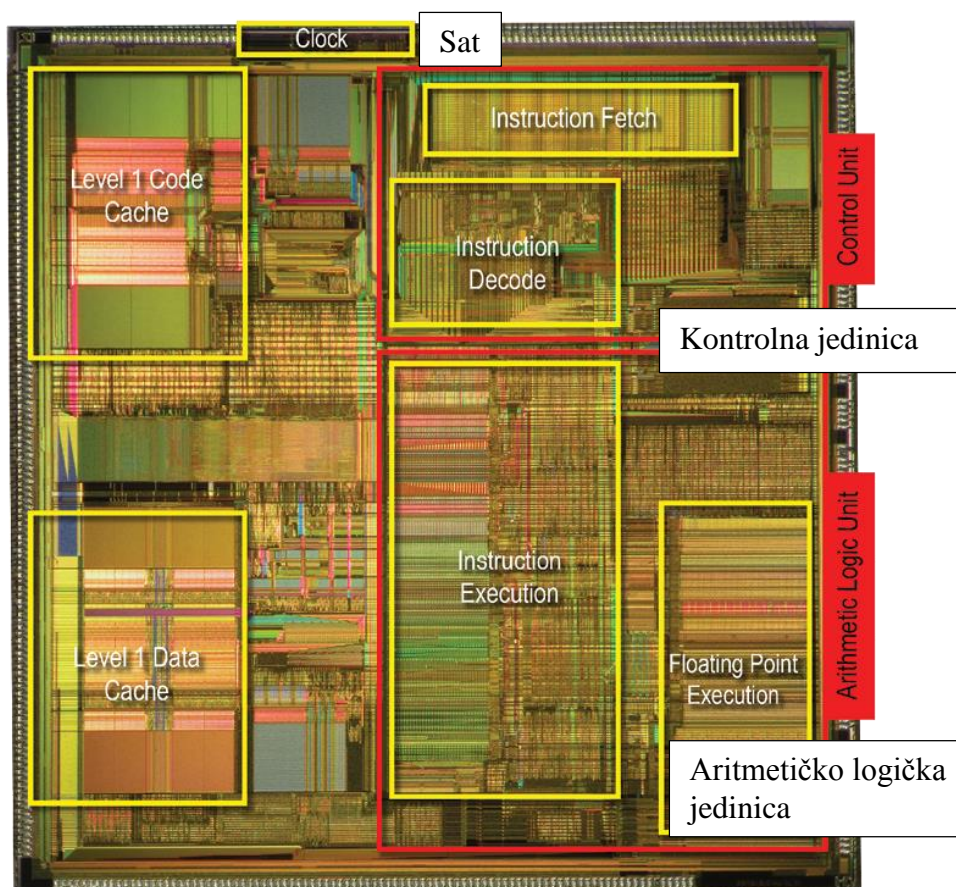 Clock
Sat
Instruction Fetch
Level 1 Code
Cache
Control Unit
Instruction
Decode
Kontrolna jedinica
Instruction
Execution
Arithmetic Logic Unit
Level 1 Data
Cache
Floating Point
Execution
Aritmetičko logička
jedinica